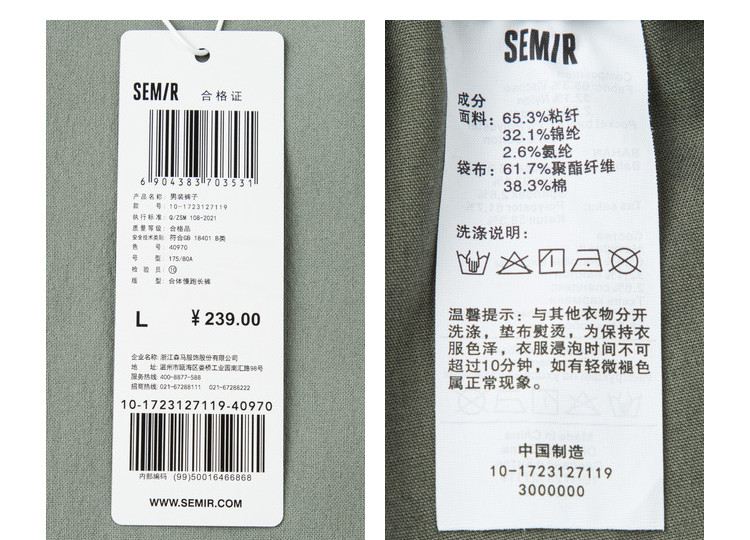 SEMIR 合格证
6 904383 703531
产品名称: 男装裤子
款 号: 10-1723127119
执行标准: Q/ZSM 108-2021
质量等级: 合格品
安全技术类别: 符合GB 18401 B类
色 号: 40970
号 型: 175/80A
检 验 员: ⑩
版 型: 合体慢跑长裤
L ¥ 239.00
企业名称: 浙江森马服饰股份有限公司
地 址: 温州市瓯海区娄桥工业园南汇路98号
服务热线: 400-8877-588
招商热线: 021-67288111 021-67288222
10-1723127119-40970
内部编码 (99)50016466868
WWW.SEMIR.COM
SEMIR
成分
面料: 65.3%粘纤
32.1%锦纶
2.6%氨纶
袋布: 61.7%聚酯纤维
38.3%棉
洗涤说明:
温馨提示: 与其他衣物分开
洗涤, 垫布熨烫, 为保持衣
服色泽, 衣服浸泡时间不可
超过10分钟, 如有轻微褪色
属正常现象。
中国制造
10-1723127119
3000000